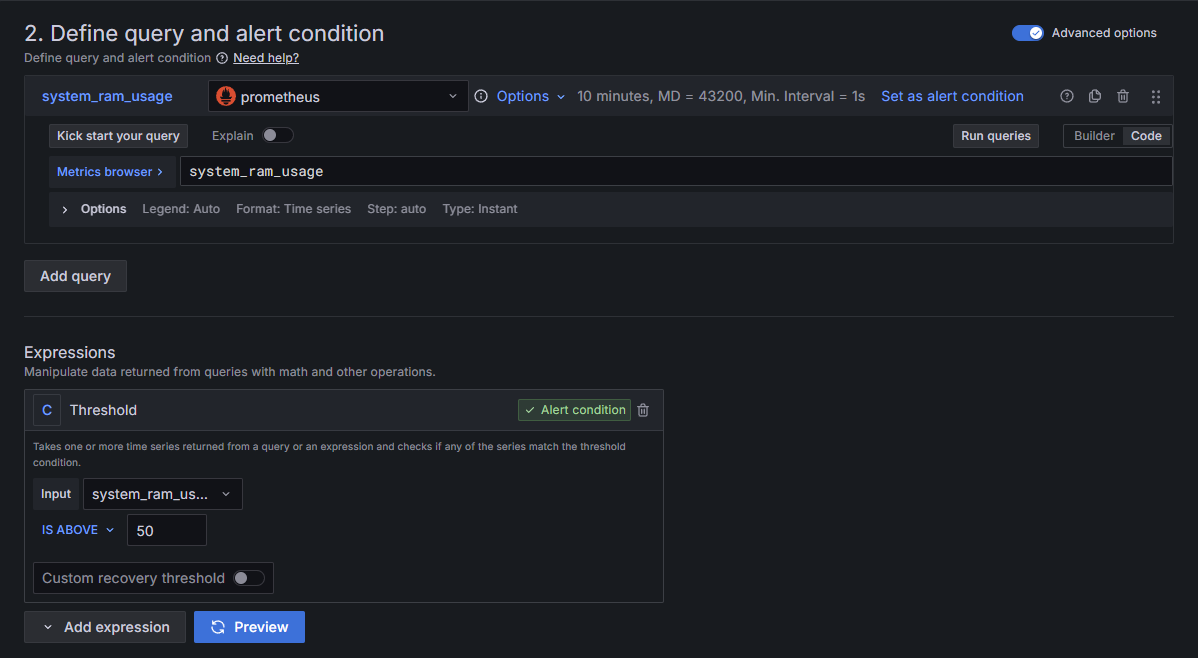 2. Define query and alert condition
Advanced options
Define query and alert condition Need help?
system_ram_usage prometheus Options 10 minutes, MD = 43200, Min. Interval = 1s Set as alert condition
Kick start your query Explain Run queries Builder Code
Metrics browser > system_ram_usage
Options Legend: Auto Format: Time series Step: auto Type: Instant
Add query
Expressions
Manipulate data returned from queries with math and other operations.
C Threshold Alert condition
Takes one or more time series returned from a query or an expression and checks if any of the series match the threshold
condition.
Input system_ram_us...
IS ABOVE 50
Custom recovery threshold
Add expression Preview